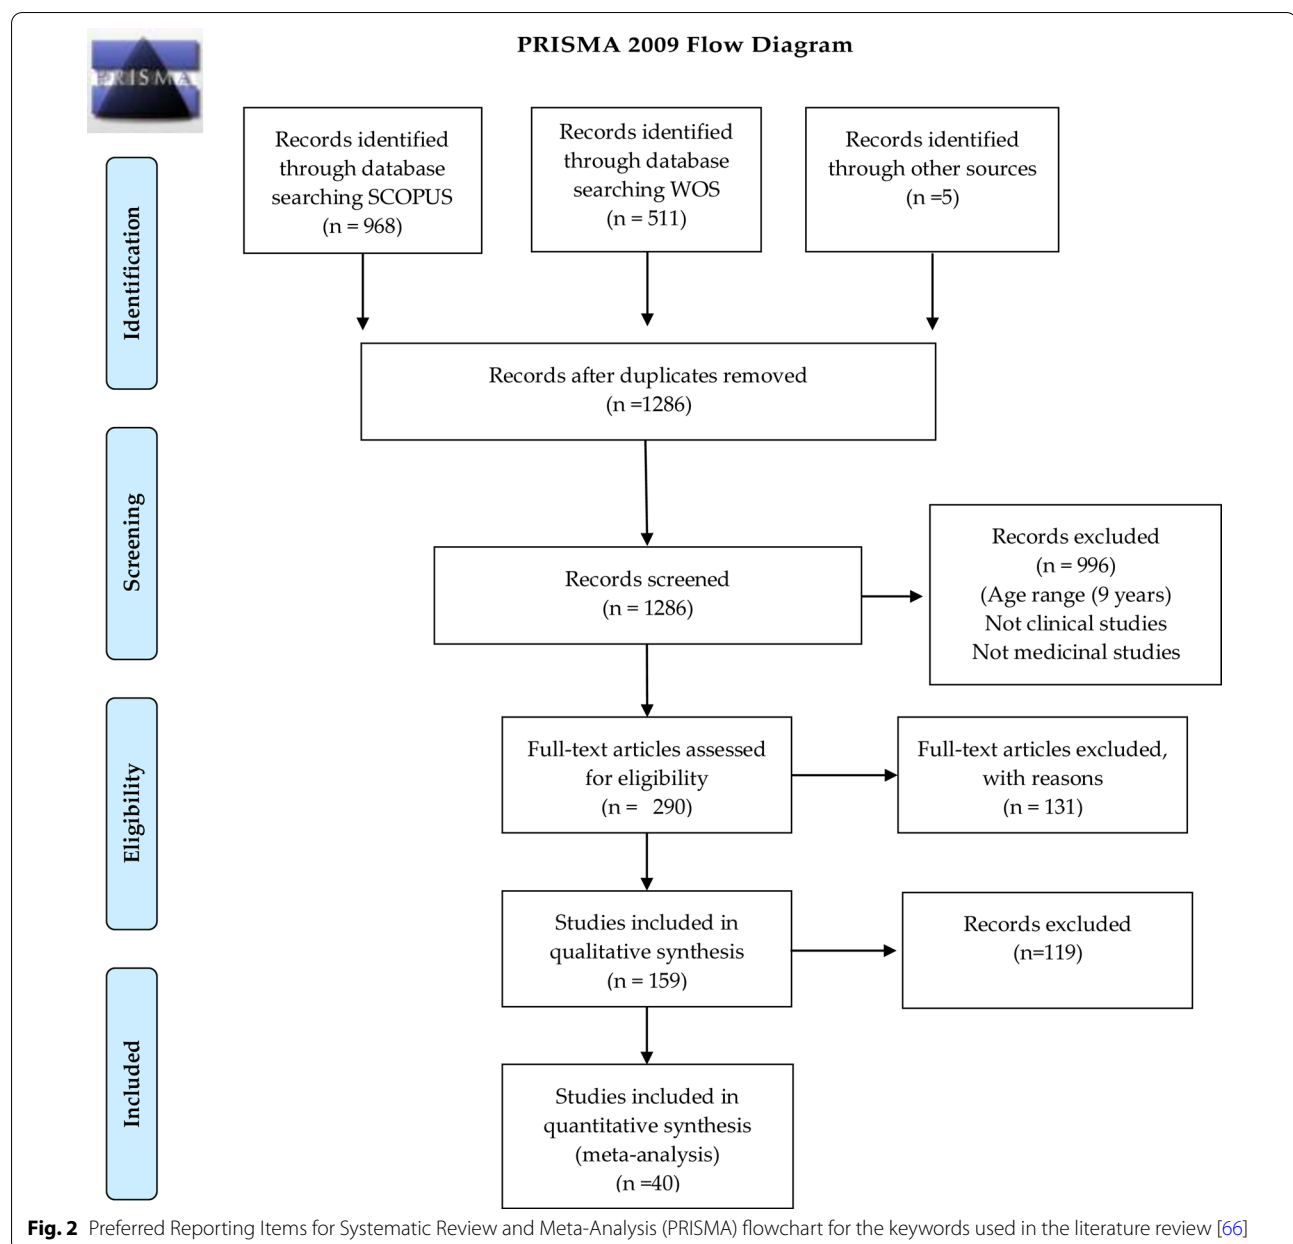 PRISMA 2009 Flow Diagram
PRISMA
Records identified
through database
searching SCOPUS
(n = 968)
Records identified
through database
searching WOS
(n = 511)
Records identified
through other sources
(n =5)
Identification
Records after duplicates removed
(n =1286)
Screening
Records screened
(n = 1286)
Records excluded
(n = 996)
(Age range (9 years)
Not clinical studies
Not medicinal studies
Eligibility
Full-text articles assessed
for eligibility
(n =   290)
Full-text articles excluded,
with reasons
(n = 131)
Studies included in
qualitative synthesis
(n = 159)
Records excluded
(n=119)
Included
Studies included in
quantitative synthesis
(meta-analysis)
(n =40)
Fig. 2 Preferred Reporting Items for Systematic Review and Meta-Analysis (PRISMA) flowchart for the keywords used in the literature review [66]